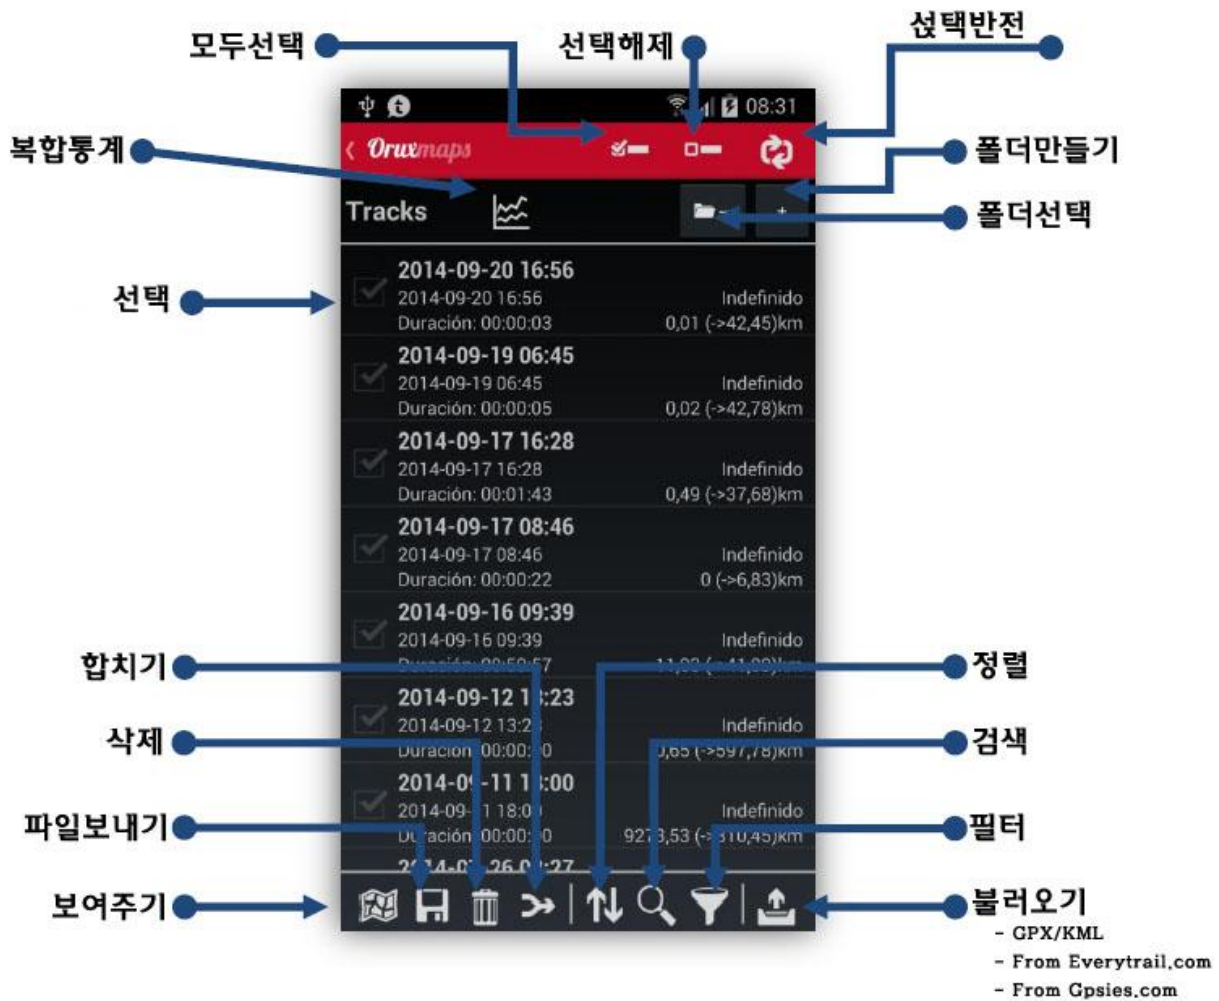 모두선택
선택해제
섟택반전
08:31
복합통계
Oruxmaps
폴더만들기
Tracks
+
폴더선택
2014-09-20 16:56
선택
2014-09-20 16:56
Indefinido
Duración: 00:00:03
0,01 (->42,45)km
2014-09-19 06:45
2014-09-19 06:45
Indefinido
Duración: 00:00:05
0,02 (->42,78)km
2014-09-17 16:28
2014-09-17 16:28
Indefinido
Duración: 00:01:43
0,49 (->37,68)km
2014-09-17 08:46
2014-09-17 08:46
Indefinido
Duración: 00:00:22
0 (->6,83)km
2014-09-16 09:39
2014-09-16 09:39
Indefinido
합치기
정렬
2014-09-12
2014-09-12
Indefinido
삭제
검색
Indefinido
파일보내기
필터
보여주기
불러오기
- GPX/KML
- From Everytrail.com
- From Gpsies.com